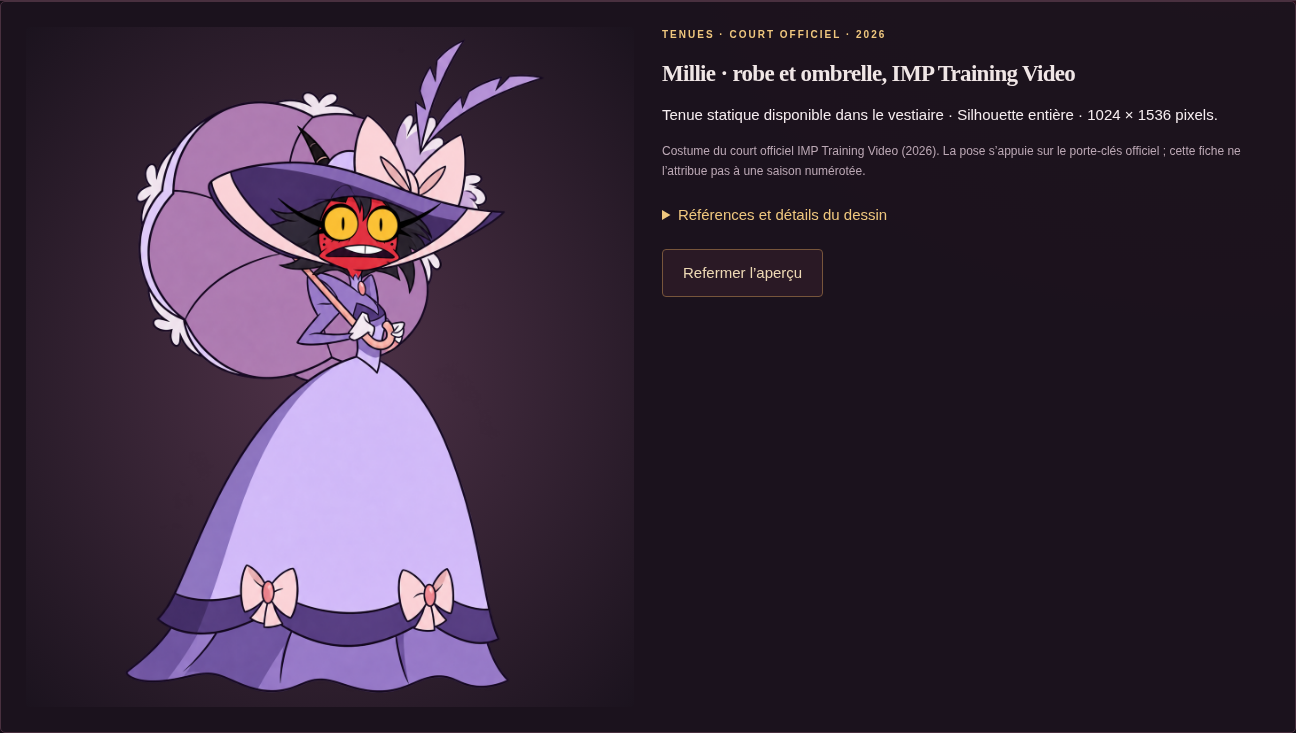 TENUES · COURT OFFICIEL · 2026
Millie · robe et ombrelle, IMP Training Video
Tenue statique disponible dans le vestiaire · Silhouette entière · 1024 × 1536 pixels.
Costume du court officiel IMP Training Video (2026). La pose s’appuie sur le porte-clés officiel ; cette fiche ne
l’attribue pas à une saison numérotée.
Références et détails du dessin
Refermer l’aperçu